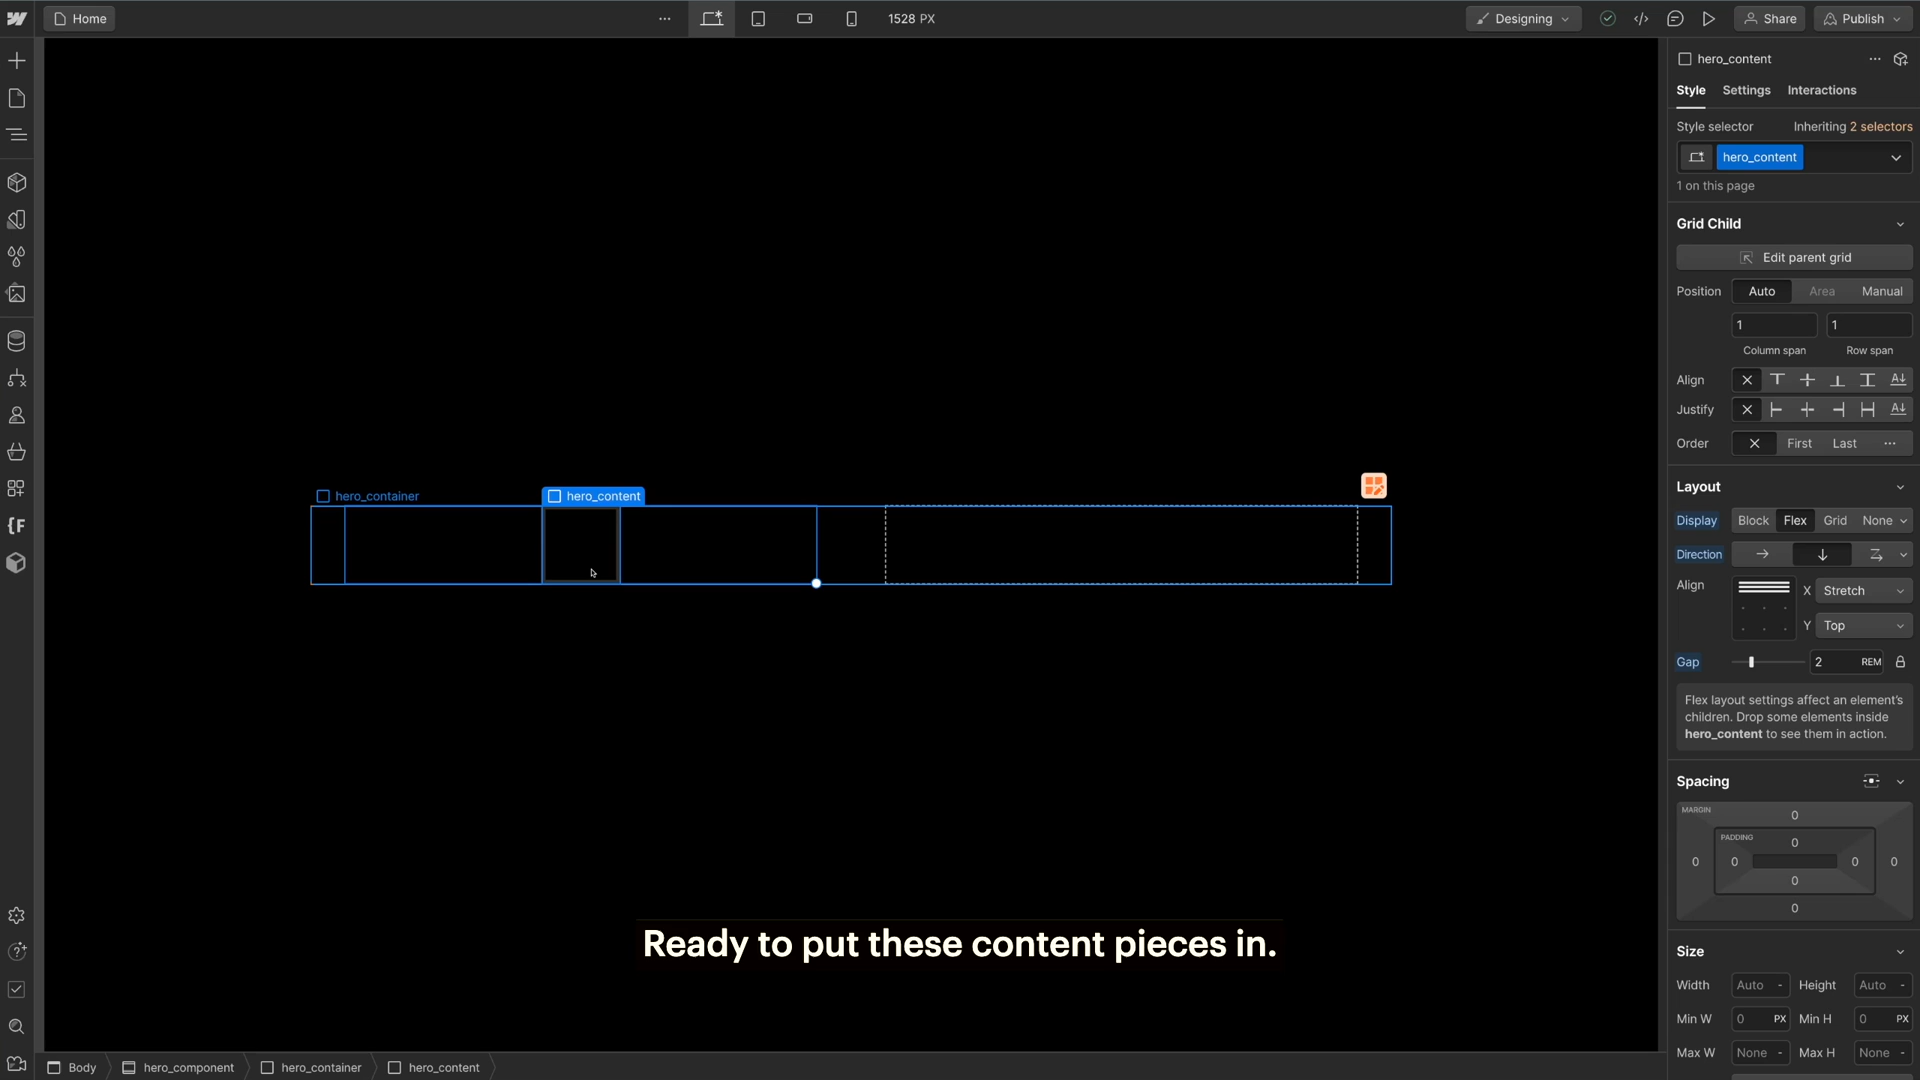 Home
1528 PX
Designing
Share
Publish
hero_content
Style Settings Interactions
Style selector Inheriting 2 selectors
hero_content
1 on this page
Grid Child
Edit parent grid
Position Auto Area Manual
1 1
Column span Row span
Align
Justify
Order First Last
Layout
Display Block Flex Grid None
Direction
Align X Stretch
Y Top
Gap 2 REM
Flex layout settings affect an element's
children. Drop some elements inside
hero_content to see them in action.
Spacing
MARGIN
0
PADDING
0
0 0 0 0
0
0
Size
Width Auto - Height Auto -
Min W 0 PX Min H 0 PX
Max W None - Max H None -
hero_container
hero_content
Ready to put these content pieces in.
Body hero_component hero_container hero_content